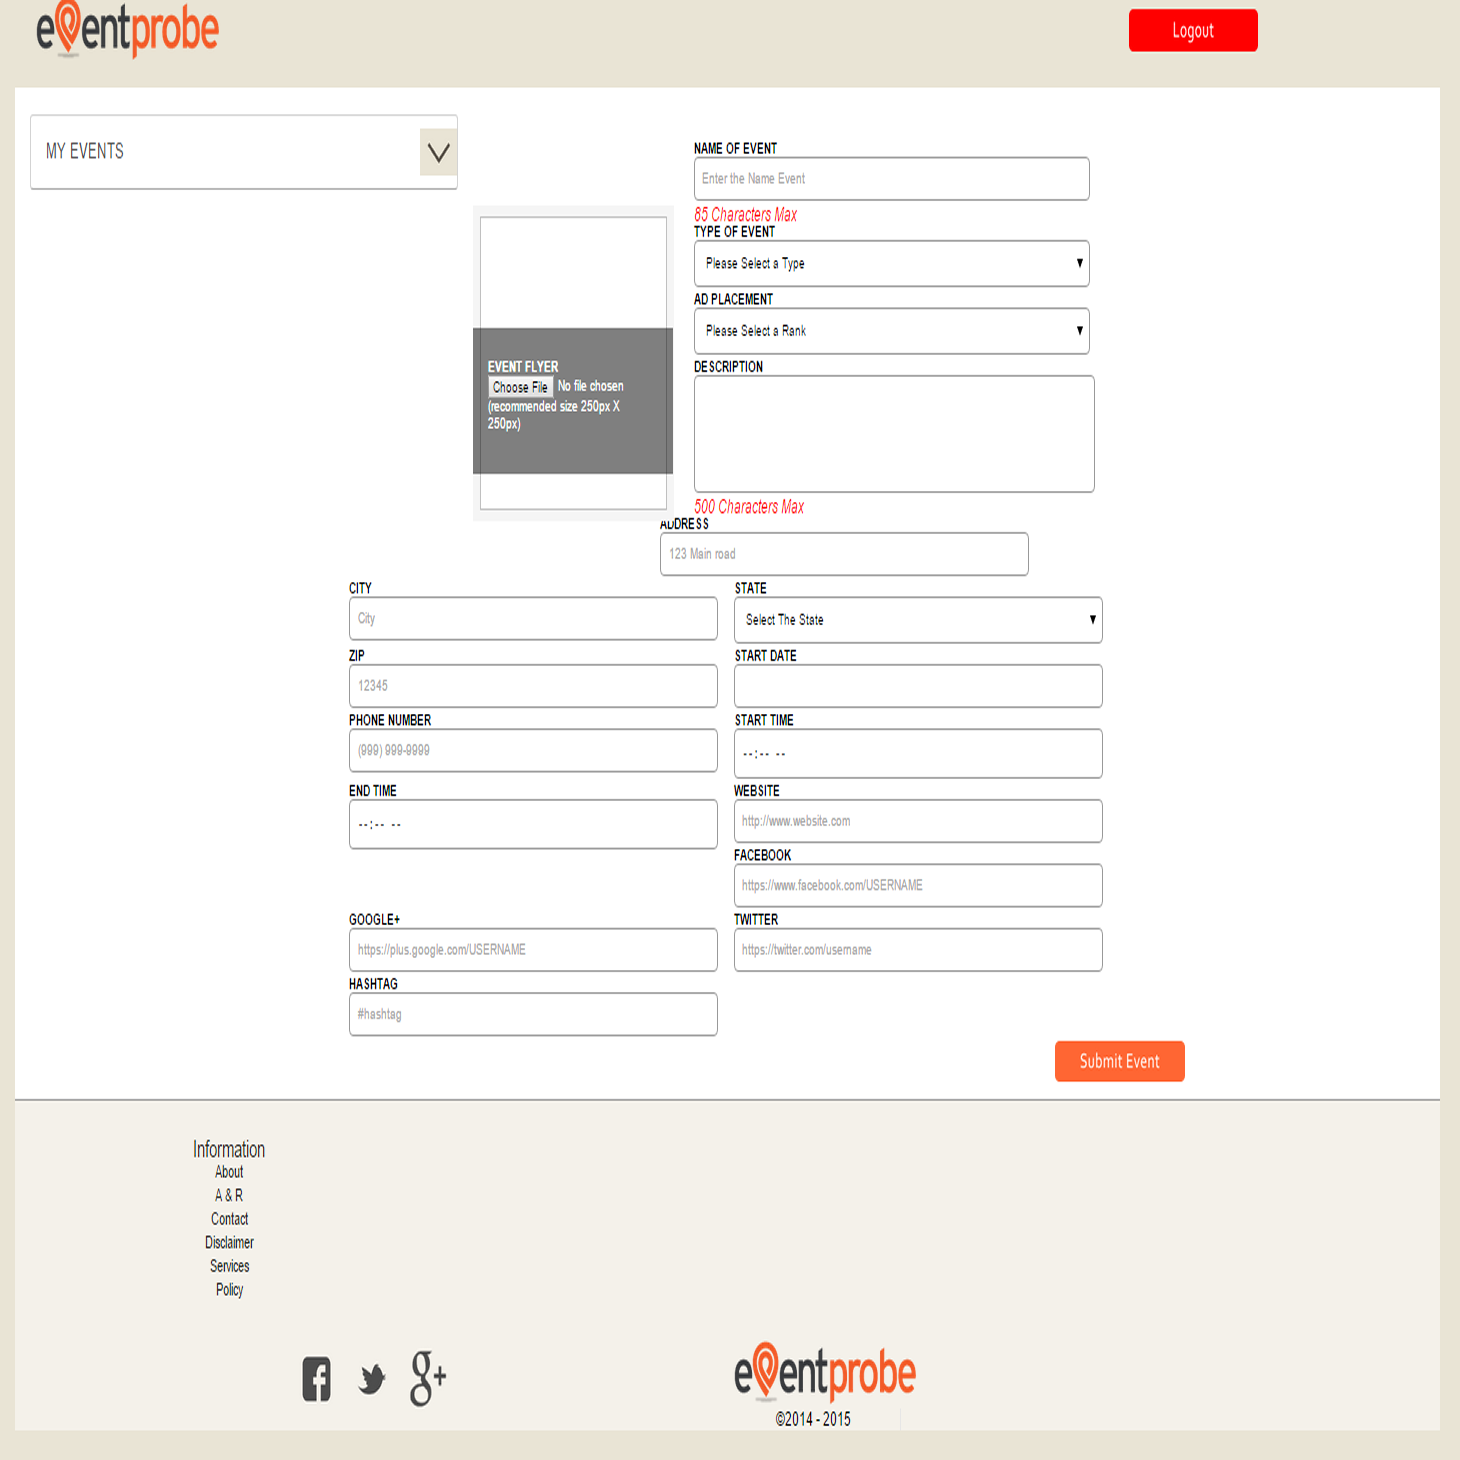 eventprobe
Logout
MY EVENTS
NAME OF EVENT
Enter the Name Event
85 Characters Max
TYPE OF EVENT
Please Select a Type
AD PLACEMENT
Please Select a Rank
EVENT FLYER
Choose File No file chosen
(recommended size 250px X
250px)
DESCRIPTION
500 Characters Max
ADDRESS
123 Main road
CITY
City
STATE
Select The State
ZIP
12345
START DATE
PHONE NUMBER
(999) 999-9999
START TIME
--:-- --
END TIME
--:-- --
WEBSITE
http://www.website.com
FACEBOOK
https://www.facebook.com/USERNAME
GOOGLE+
https://plus.google.com/USERNAME
TWITTER
https://twitter.com/username
HASHTAG
#hashtag
Submit Event
Information
About
A & R
Contact
Disclaimer
Services
Policy
f
g+
eventprobe
©2014 - 2015